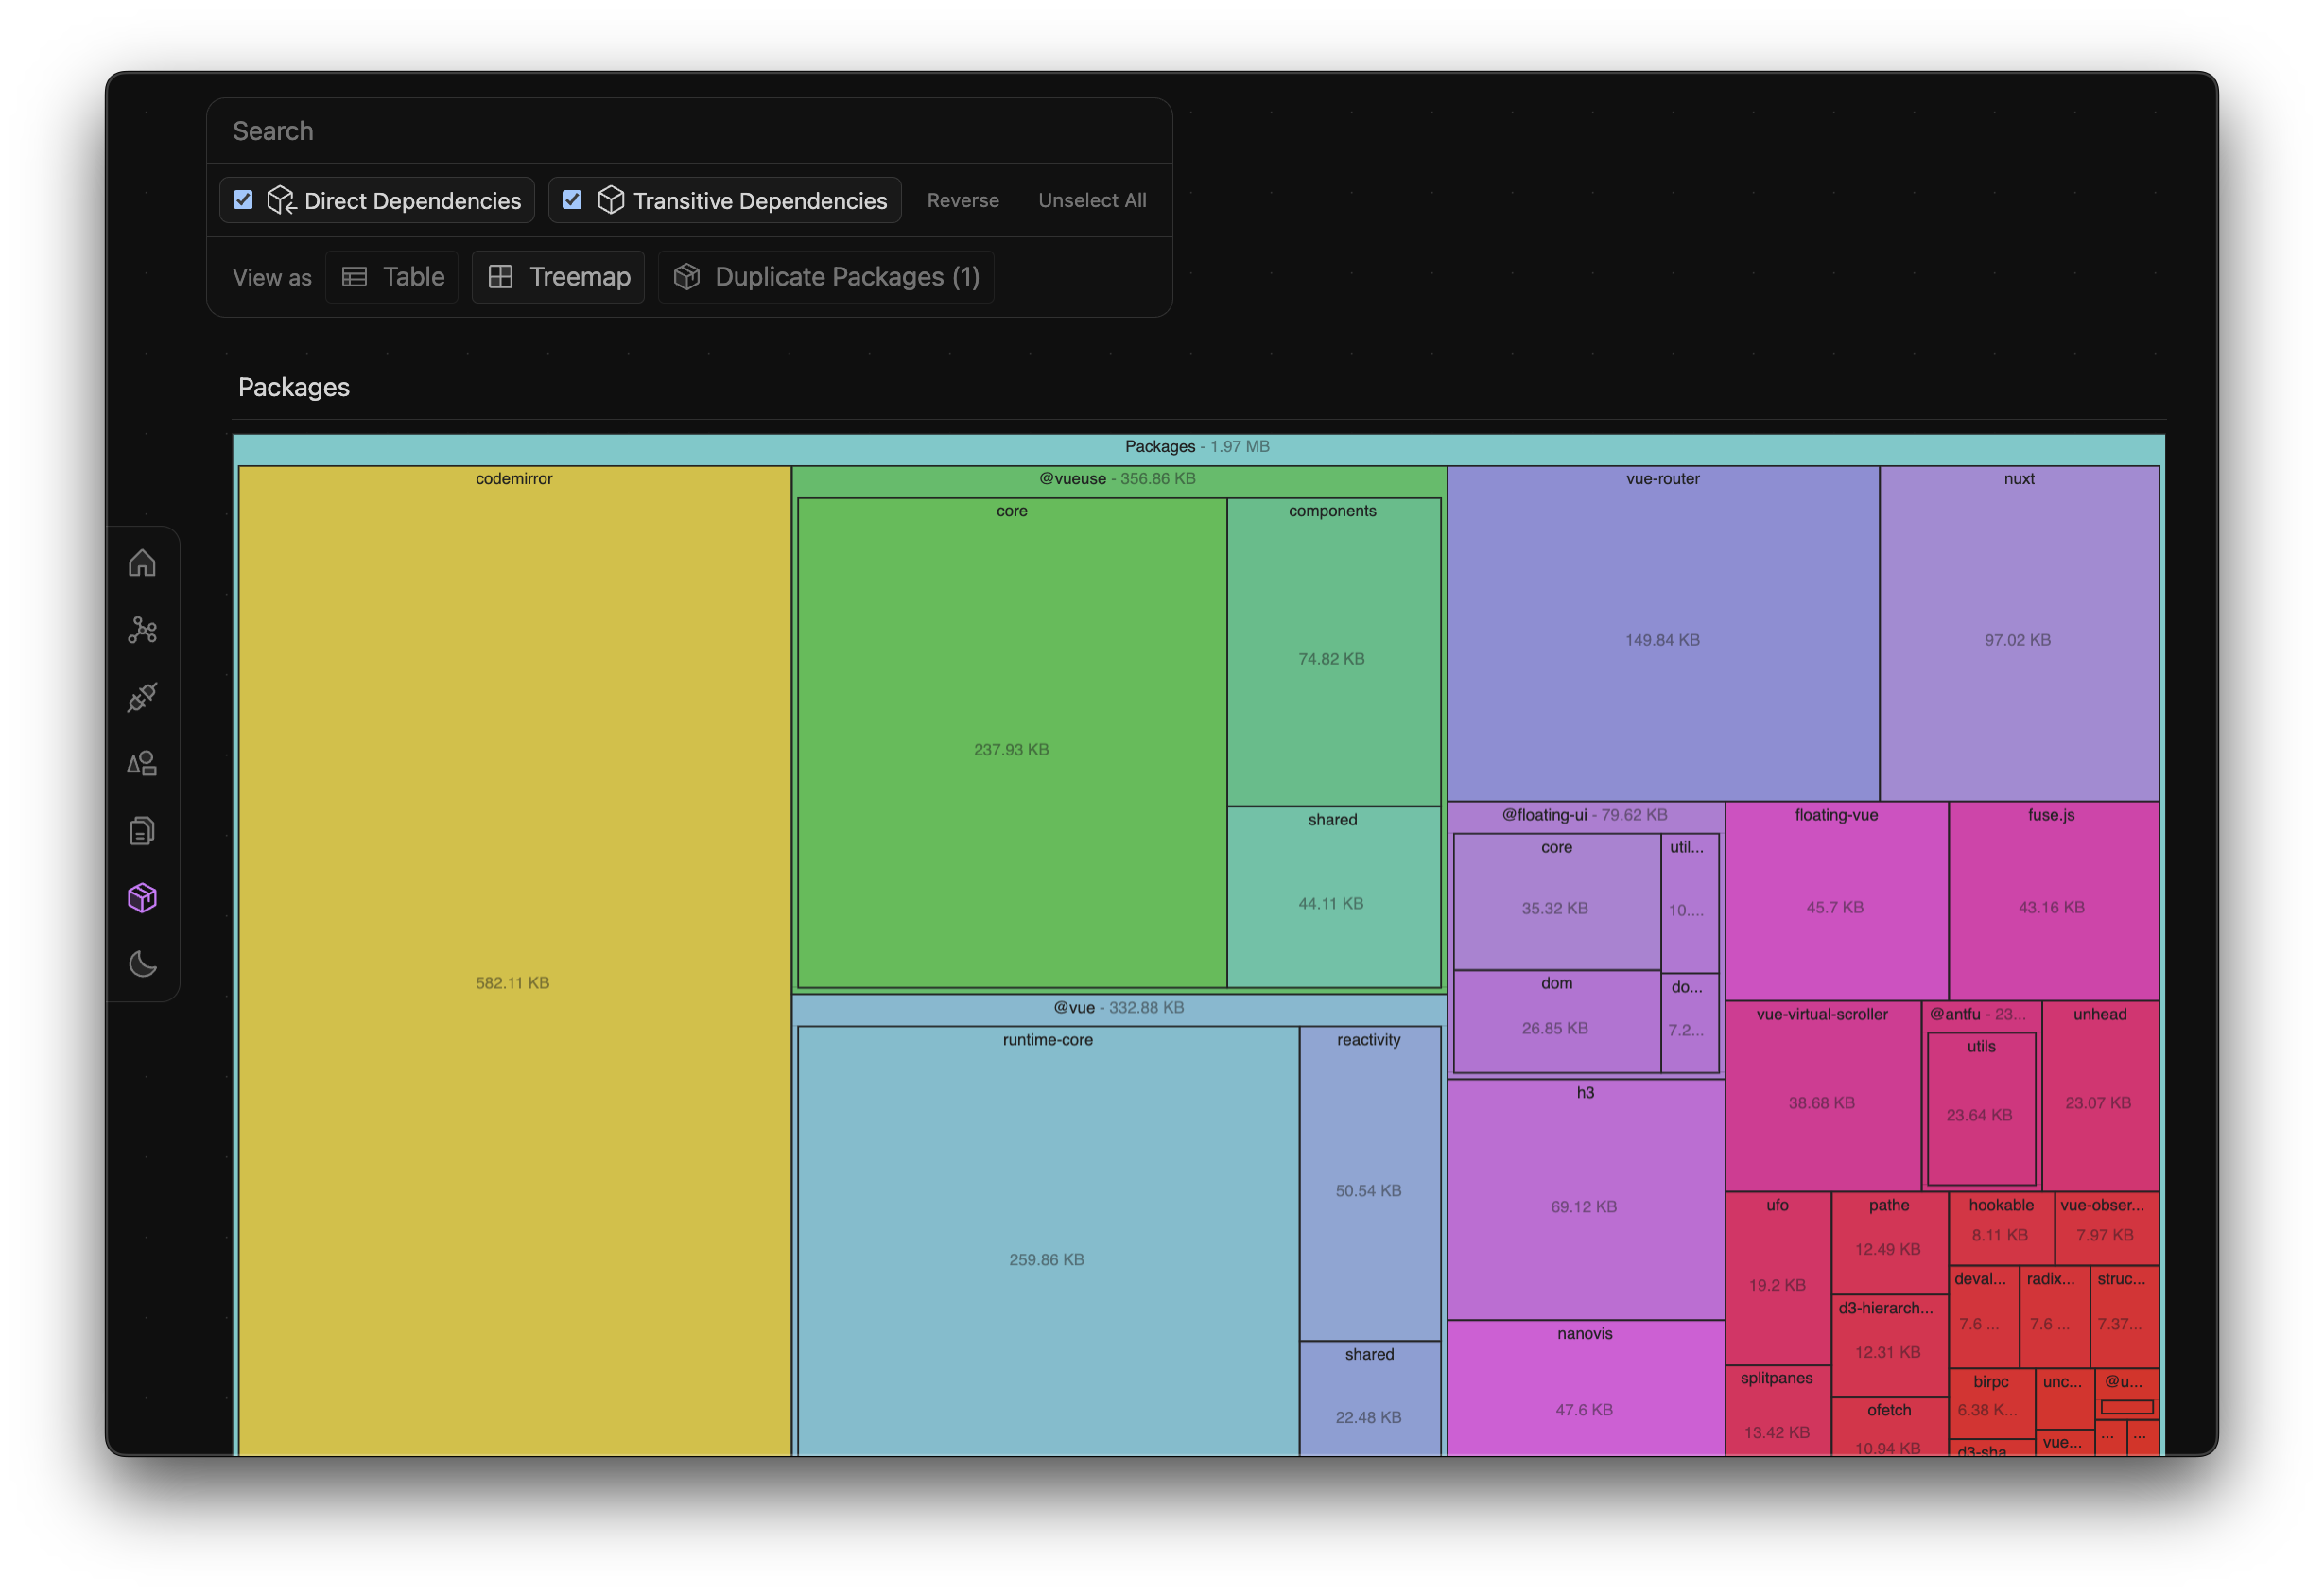 Search
Direct Dependencies
Transitive Dependencies
Reverse
Unselect All
View as
Table
Treemap
Duplicate Packages (1)
Packages
Packages - 1.97 MB
codemirror
582.11 KB
@vueuse - 356.86 KB
core
237.93 KB
components
74.82 KB
shared
44.11 KB
@vue - 332.88 KB
runtime-core
259.86 KB
reactivity
50.54 KB
shared
22.48 KB
vue-router
149.84 KB
nuxt
97.02 KB
@floating-ui - 79.62 KB
core
35.32 KB
util...
10....
dom
26.85 KB
do...
7.2...
floating-vue
45.7 KB
fuse.js
43.16 KB
h3
69.12 KB
nanovis
47.6 KB
vue-virtual-scroller
38.68 KB
@antfu - 23...
utils
23.64 KB
unhead
23.07 KB
ufo
19.2 KB
splitpanes
13.42 KB
pathe
12.49 KB
d3-hierarch...
12.31 KB
ofetch
10.94 KB
hookable
8.11 KB
vue-obser...
7.97 KB
deval...
7.6 ...
radix...
7.6 ...
struc...
7.37...
birpc
6.38 K...
d3-sha
unc...
vue...
@u...
...
...